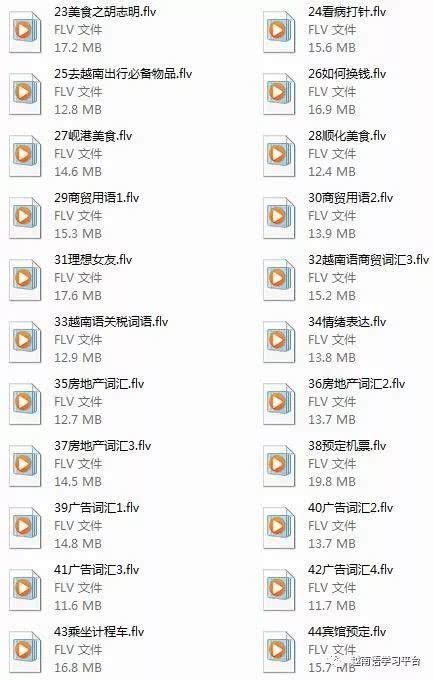 23美食之胡志明.flv
FLV 文件
17.2 MB
24看病打针.flv
FLV 文件
15.6 MB
25去越南出行必备物品.flv
FLV 文件
12.8 MB
26如何换钱.flv
FLV 文件
16.9 MB
27岘港美食.flv
FLV 文件
14.6 MB
28顺化美食.flv
FLV 文件
12.4 MB
29商贸用语1.flv
FLV 文件
15.3 MB
30商贸用语2.flv
FLV 文件
13.9 MB
31理想女友.flv
FLV 文件
17.6 MB
32越南语商贸词汇3.flv
FLV 文件
15.2 MB
33越南语关税词语.flv
FLV 文件
12.9 MB
34情绪表达.flv
FLV 文件
13.8 MB
35房地产词汇.flv
FLV 文件
12.7 MB
36房地产词汇2.flv
FLV 文件
13.7 MB
37房地产词汇3.flv
FLV 文件
14.5 MB
38预定机票.flv
FLV 文件
19.8 MB
39广告词汇1.flv
FLV 文件
14.8 MB
40广告词汇2.flv
FLV 文件
13.7 MB
41广告词汇3.flv
FLV 文件
11.6 MB
42广告词汇4.flv
FLV 文件
11.7 MB
43乘坐计程车.flv
FLV 文件
16.8 MB
44宾馆预定.flv
FLV 文件
15.7 MB
越南语学习平台